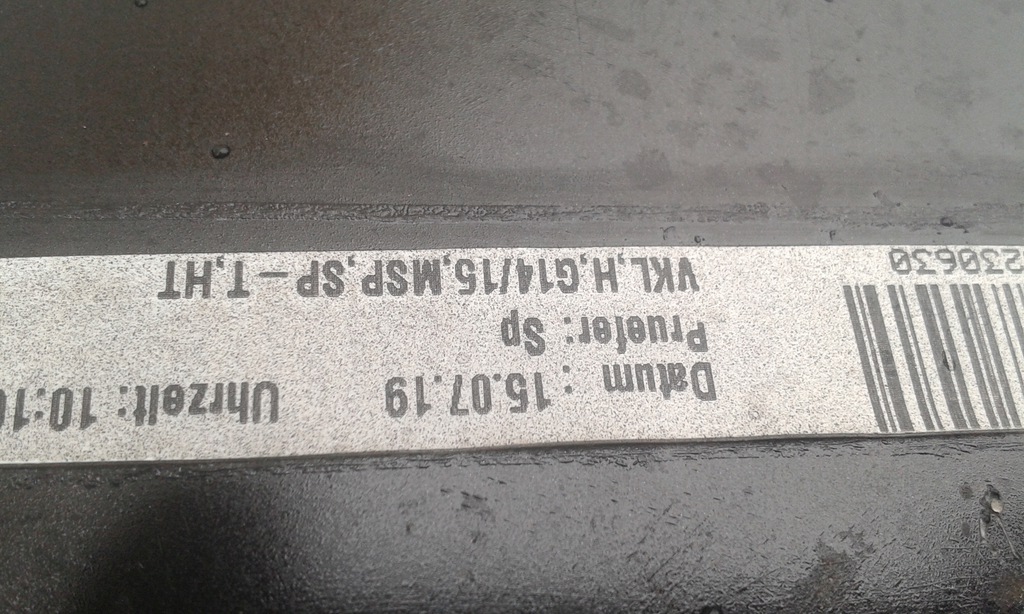 Datum : 15.07.19 Uhrzeit: 10:1
Pruefer: Sp
VKL,H,G14/15,MSP,SP-T,HT
230630